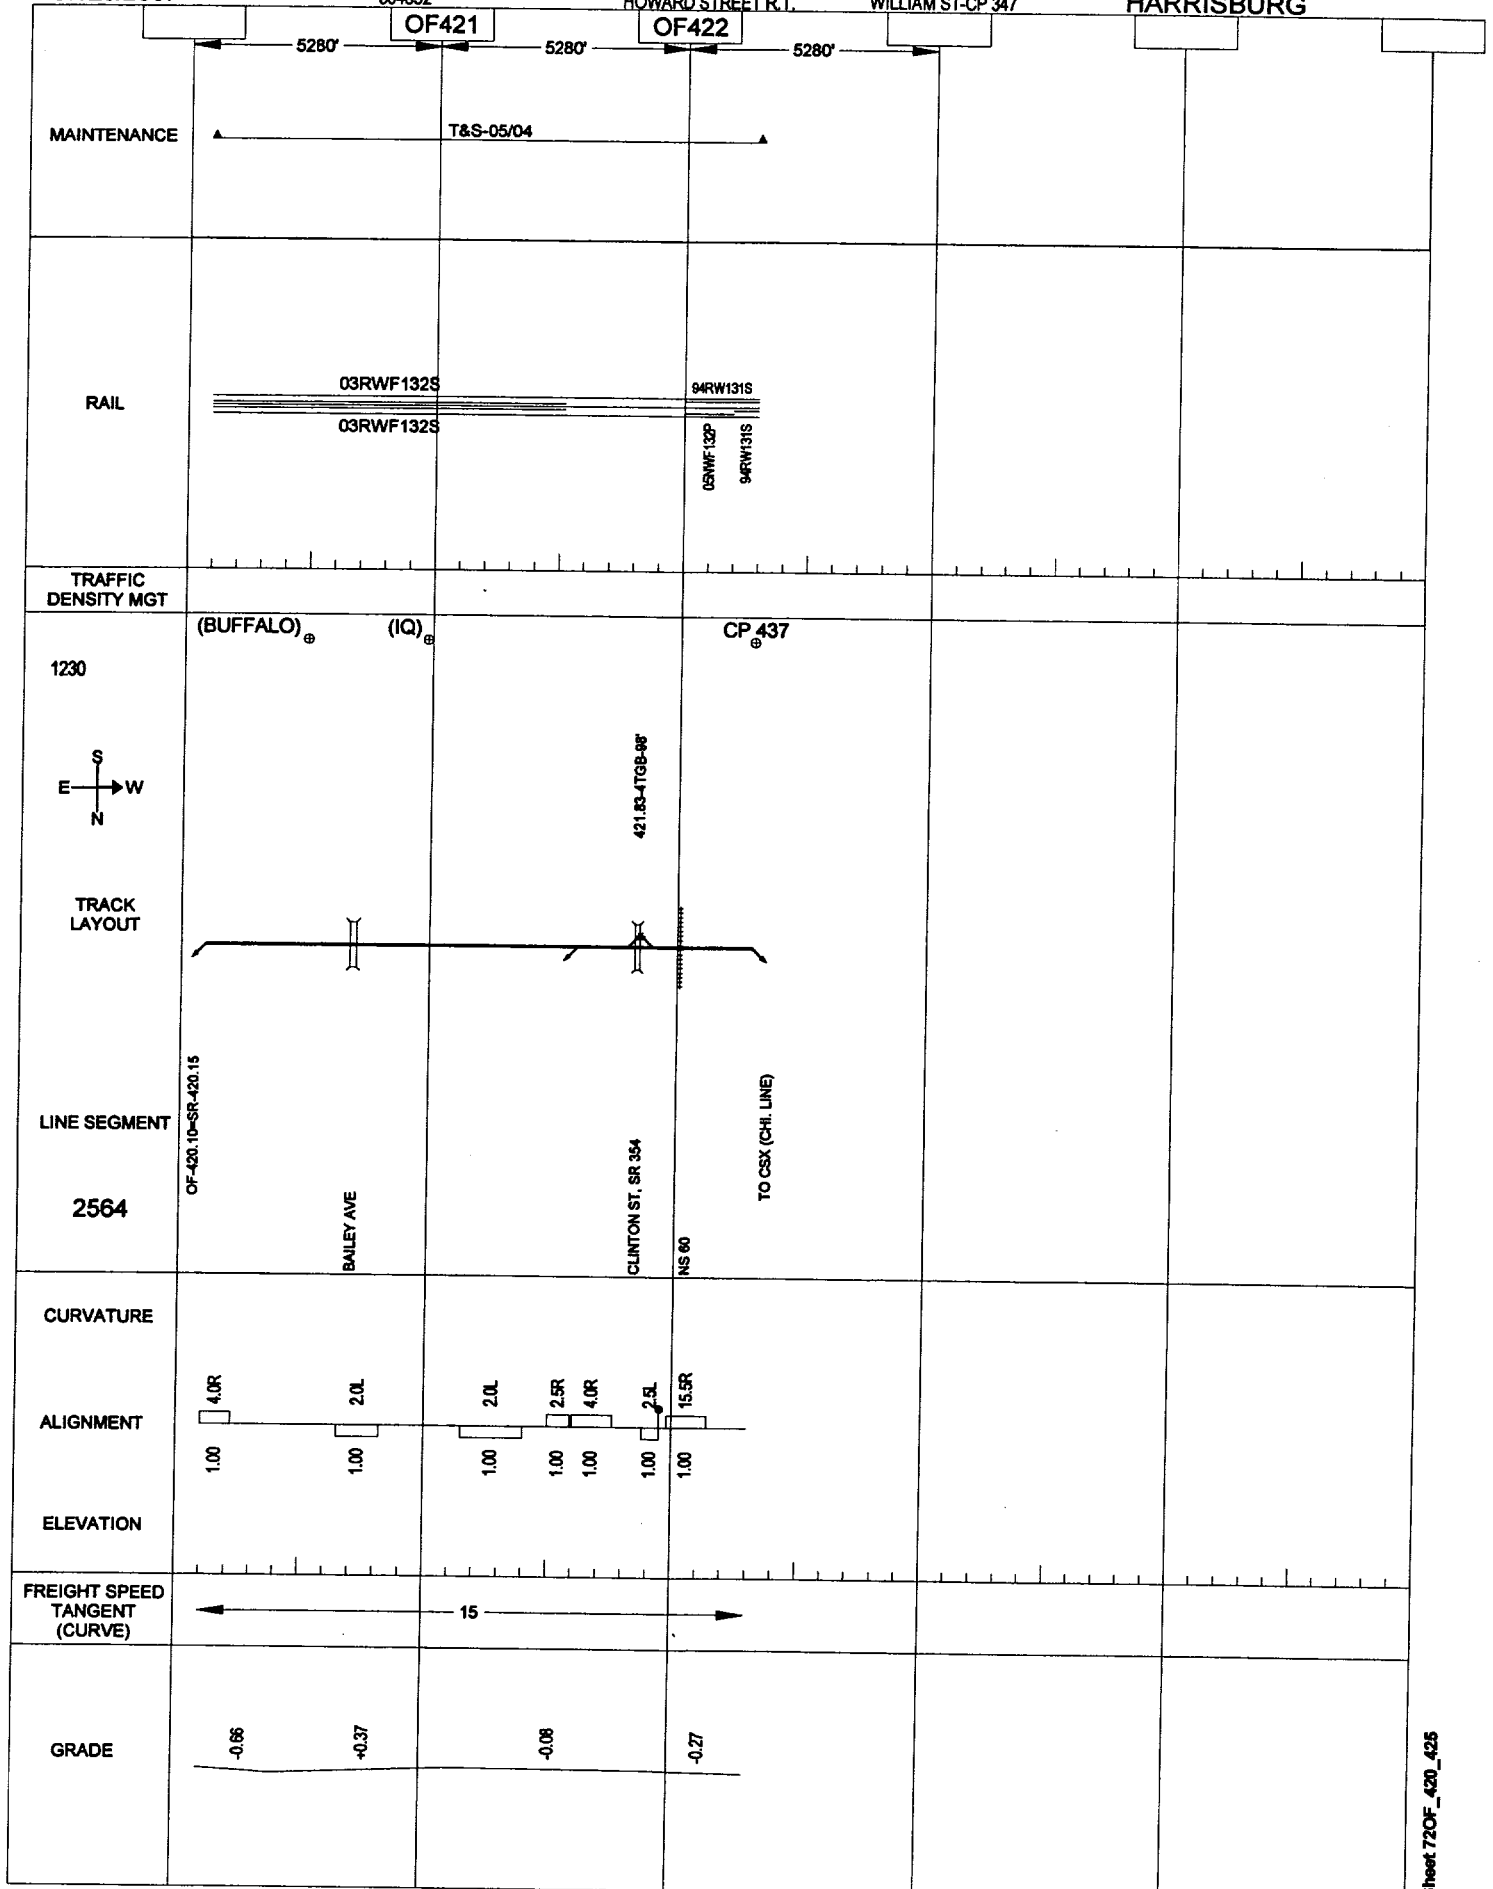 HOWARD STREET R.T.
WILLIAM ST-CP 347
HARRISBURG
OF421
OF422
5280'
5280'
5280'
MAINTENANCE
T&S-05/04
RAIL
03RWF132S
94RW131S
03RWF132S
05NWF132P
94RW131S
TRAFFIC
DENSITY MGT
(BUFFALO)
(IQ)
CP 437
1230
S
E
W
N
421.83-4TGB-98'
TRACK
LAYOUT
LINE SEGMENT
2564
OF-420.10=SR-420.15
BAILEY AVE
CLINTON ST, SR 354
NS 60
TO CSX (CHI. LINE)
CURVATURE
ALIGNMENT
4.0R
2.0L
2.0L
2.5R
4.0R
2.5L
15.5R
1.00
1.00
1.00
1.00
1.00
1.00
1.00
ELEVATION
FREIGHT SPEED
TANGENT
(CURVE)
15
GRADE
-0.66
+0.37
-0.08
-0.27
72OF_420_425